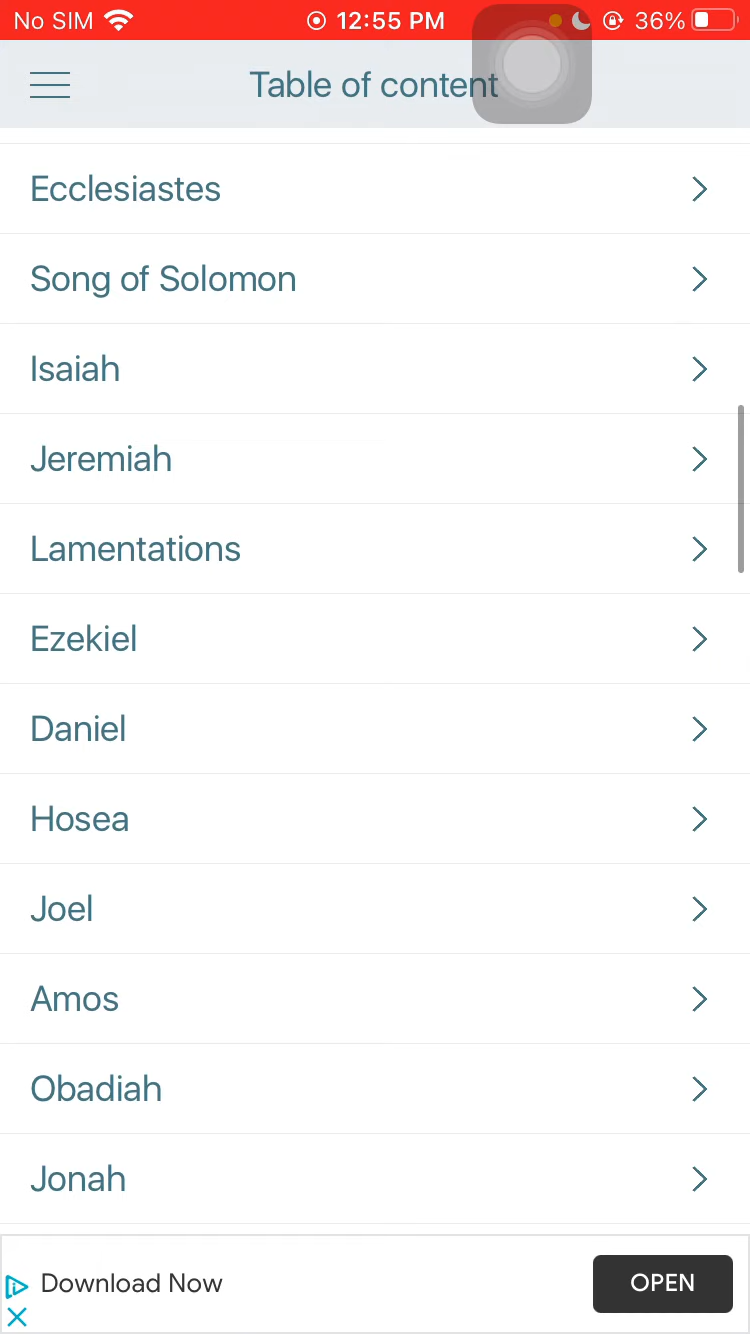 No SIM 12:55 PM 36%
Table of content
Ecclesiastes
Song of Solomon
Isaiah
Jeremiah
Lamentations
Ezekiel
Daniel
Hosea
Joel
Amos
Obadiah
Jonah
Download Now OPEN